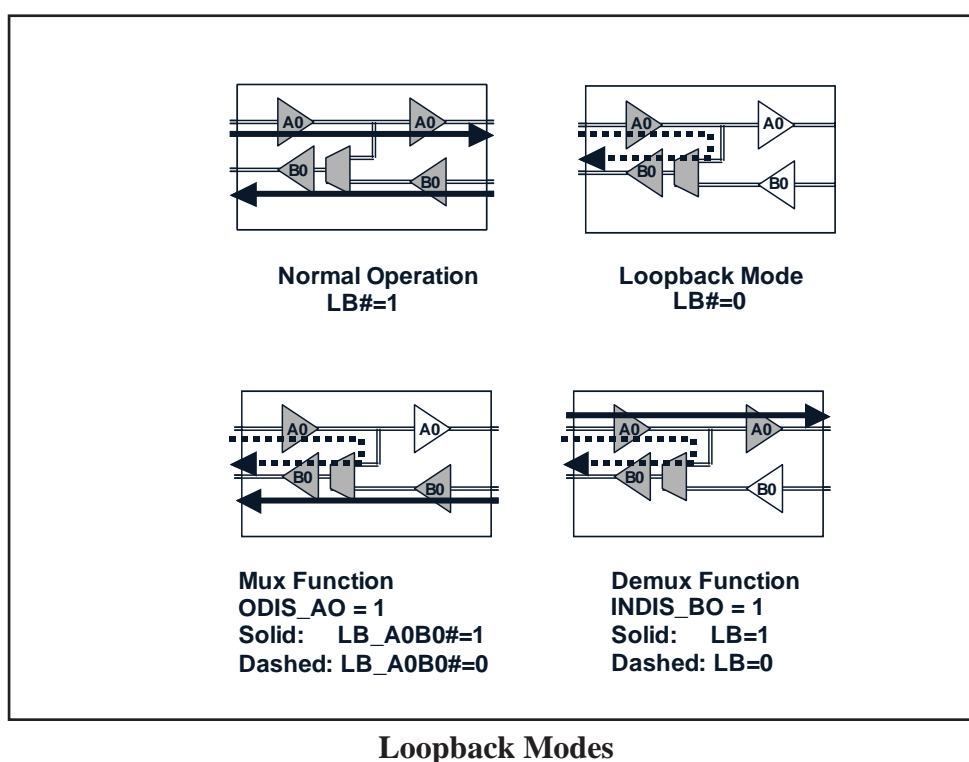 A0 A0
B0 B0
Normal Operation
LB#=1
A0 A0
B0 B0
Loopback Mode
LB#=0
A0 A0
B0 B0
Mux Function
ODIS_AO = 1
Solid: LB_A0B0#=1
Dashed: LB_A0B0#=0
A0 A0
B0 B0
Demux Function
INDIS_BO = 1
Solid: LB=1
Dashed: LB=0
Loopback Modes